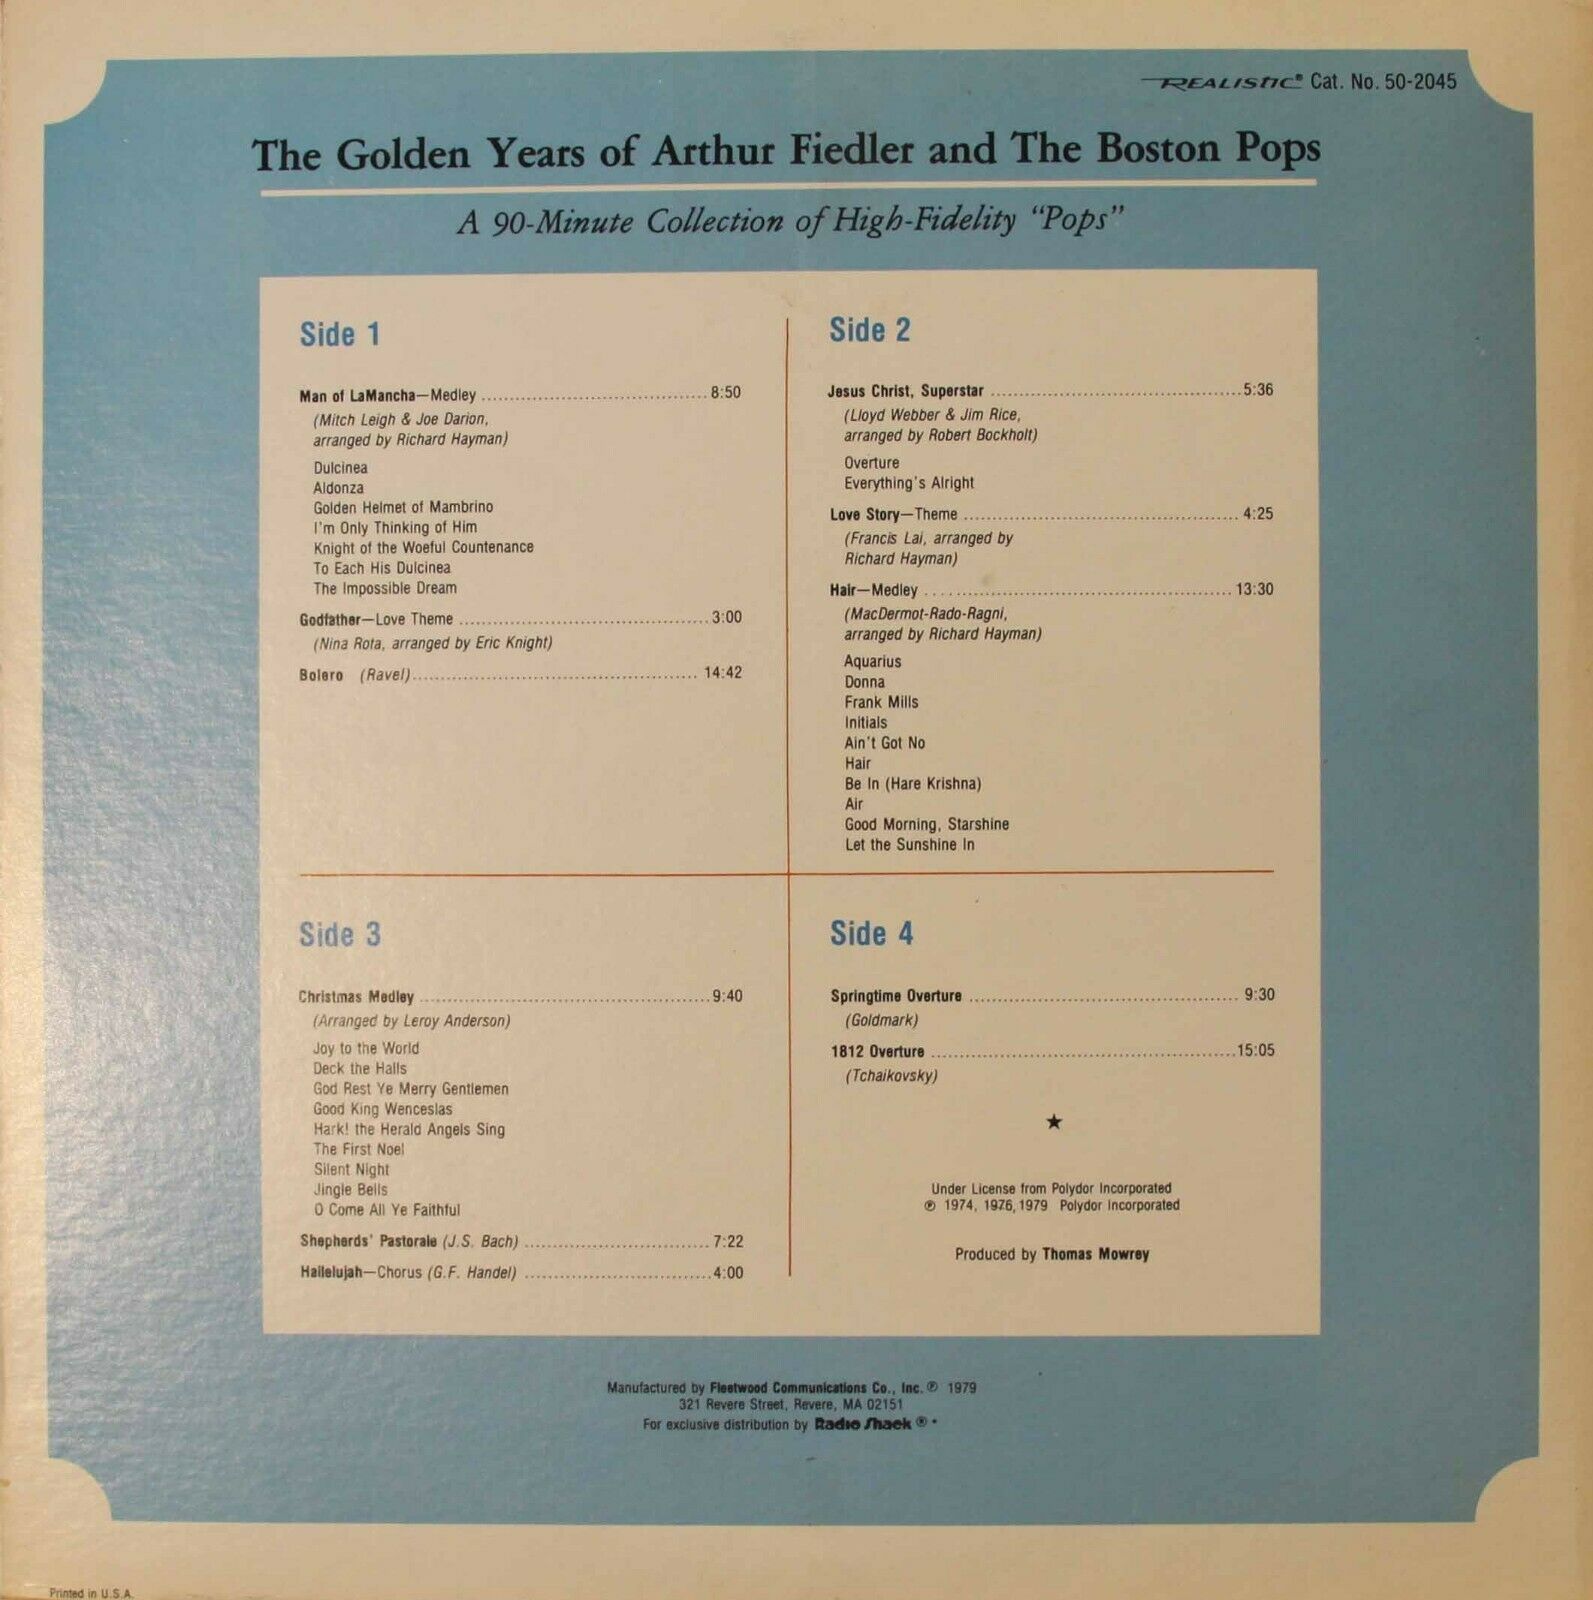 REALISTIC® Cat. No. 50-2045
The Golden Years of Arthur Fiedler and The Boston Pops
A 90-Minute Collection of High-Fidelity "Pops"
Side 1
Man of LaMancha—Medley ........................................ 8:50
(Mitch Leigh & Joe Darion,
arranged by Richard Hayman)
Dulcinea
Aldonza
Golden Helmet of Mambrino
I'm Only Thinking of Him
Knight of the Woeful Countenance
To Each His Dulcinea
The Impossible Dream
Godfather—Love Theme ............................................ 3:00
(Nina Rota, arranged by Eric Knight)
Bolero (Ravel) .................................................. 14:42
Side 2
Jesus Christ, Superstar ............................................ 5:36
(Lloyd Webber & Jim Rice,
arranged by Robert Bockholt)
Overture
Everything's Alright
Love Story—Theme ................................................ 4:25
(Francis Lai, arranged by
Richard Hayman)
Hair—Medley ...................................................... 13:30
(MacDermot-Rado-Ragni,
arranged by Richard Hayman)
Aquarius
Donna
Frank Mills
Initials
Ain't Got No
Hair
Be In (Hare Krishna)
Air
Good Morning, Starshine
Let the Sunshine In
Side 3
Christmas Medley ................................................... 9:40
(Arranged by Leroy Anderson)
Joy to the World
Deck the Halls
God Rest Ye Merry Gentlemen
Good King Wenceslas
Hark! the Herald Angels Sing
The First Noel
Silent Night
Jingle Bells
O Come All Ye Faithful
Shepherds' Pastorale (J.S. Bach) ................................ 7:22
Hallelujah—Chorus (G.F. Handel) ................................ 4:00
Side 4
Springtime Overture ............................................... 9:30
(Goldmark)
1812 Overture ..................................................... 15:05
(Tchaikovsky)
★
Under License from Polydor Incorporated
℗ 1974, 1976, 1979 Polydor Incorporated
Produced by Thomas Mowrey
Manufactured by Fleetwood Communications Co., Inc. ℗ 1979
321 Revere Street, Revere, MA 02151
For exclusive distribution by Radio Shack ®
Printed in U.S.A.